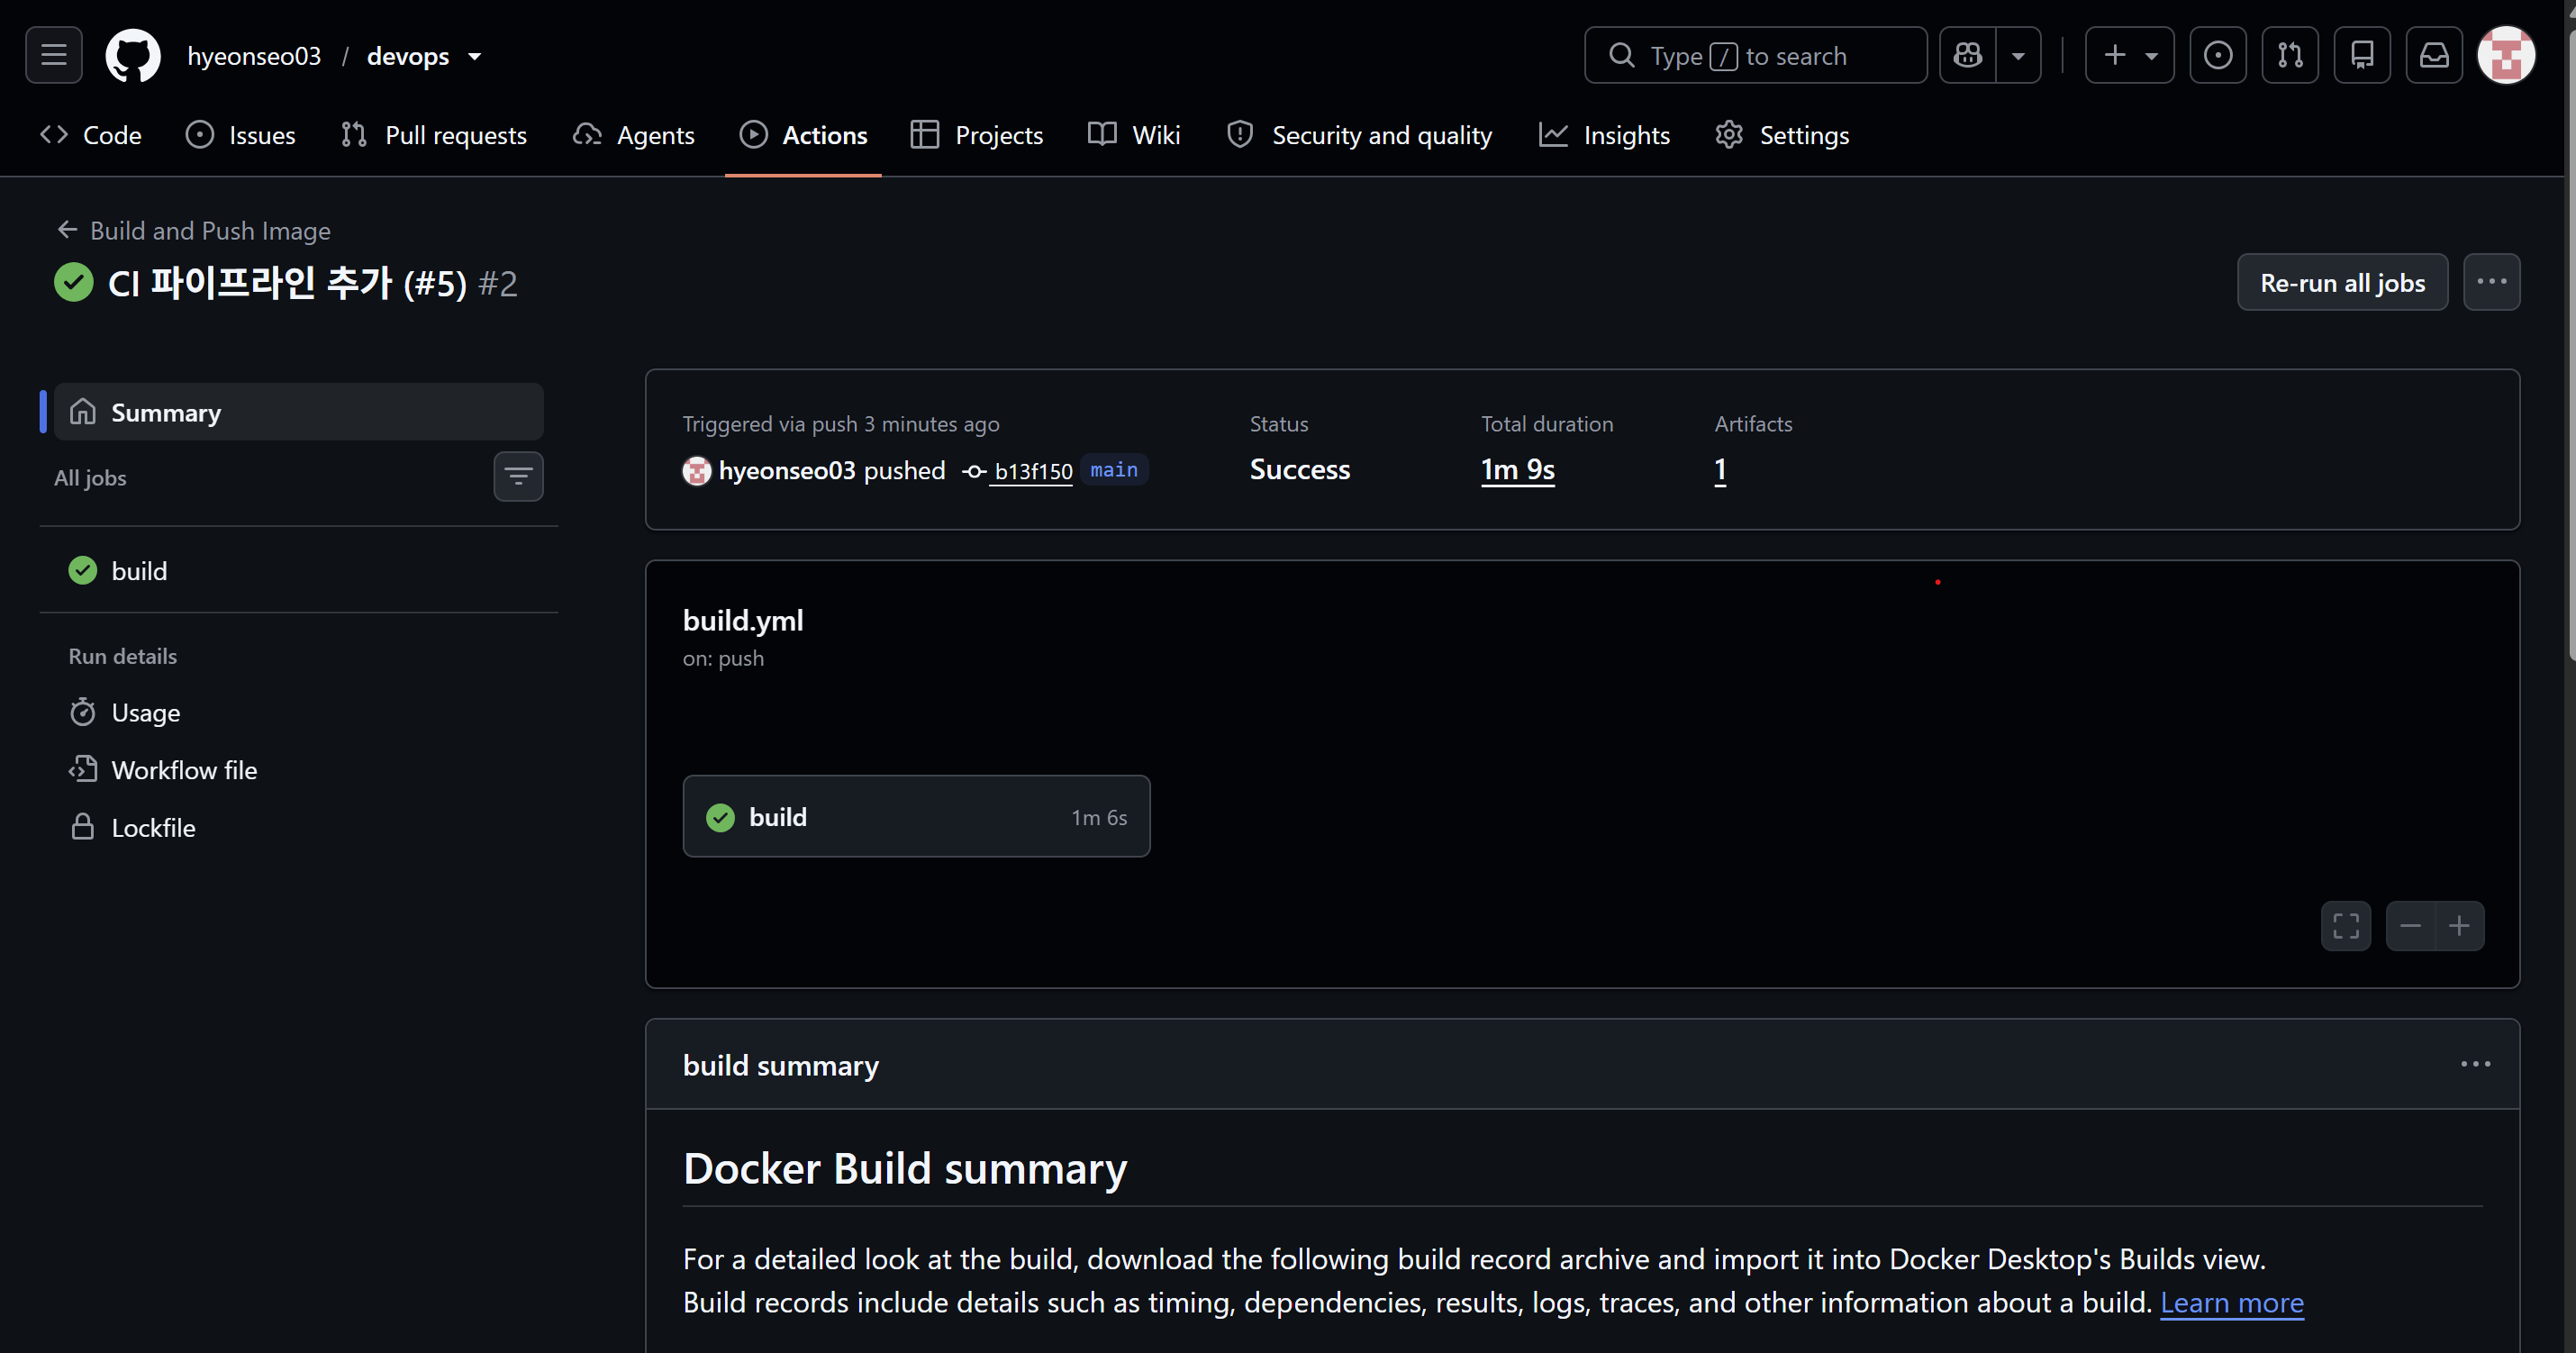 hyeonseo03 / devops
Type / to search
Code
Issues
Pull requests
Agents
Actions
Projects
Wiki
Security and quality
Insights
Settings
Build and Push Image
CI 파이프라인 추가 (#5) #2
Re-run all jobs
Summary
All jobs
build
Run details
Usage
Workflow file
Lockfile
Triggered via push 3 minutes ago
hyeonseo03 pushed b13f150 main
Status
Success
Total duration
1m 9s
Artifacts
1
build.yml
on: push
build 1m 6s
build summary
Docker Build summary
For a detailed look at the build, download the following build record archive and import it into Docker Desktop's Builds view.
Build records include details such as timing, dependencies, results, logs, traces, and other information about a build. Learn more